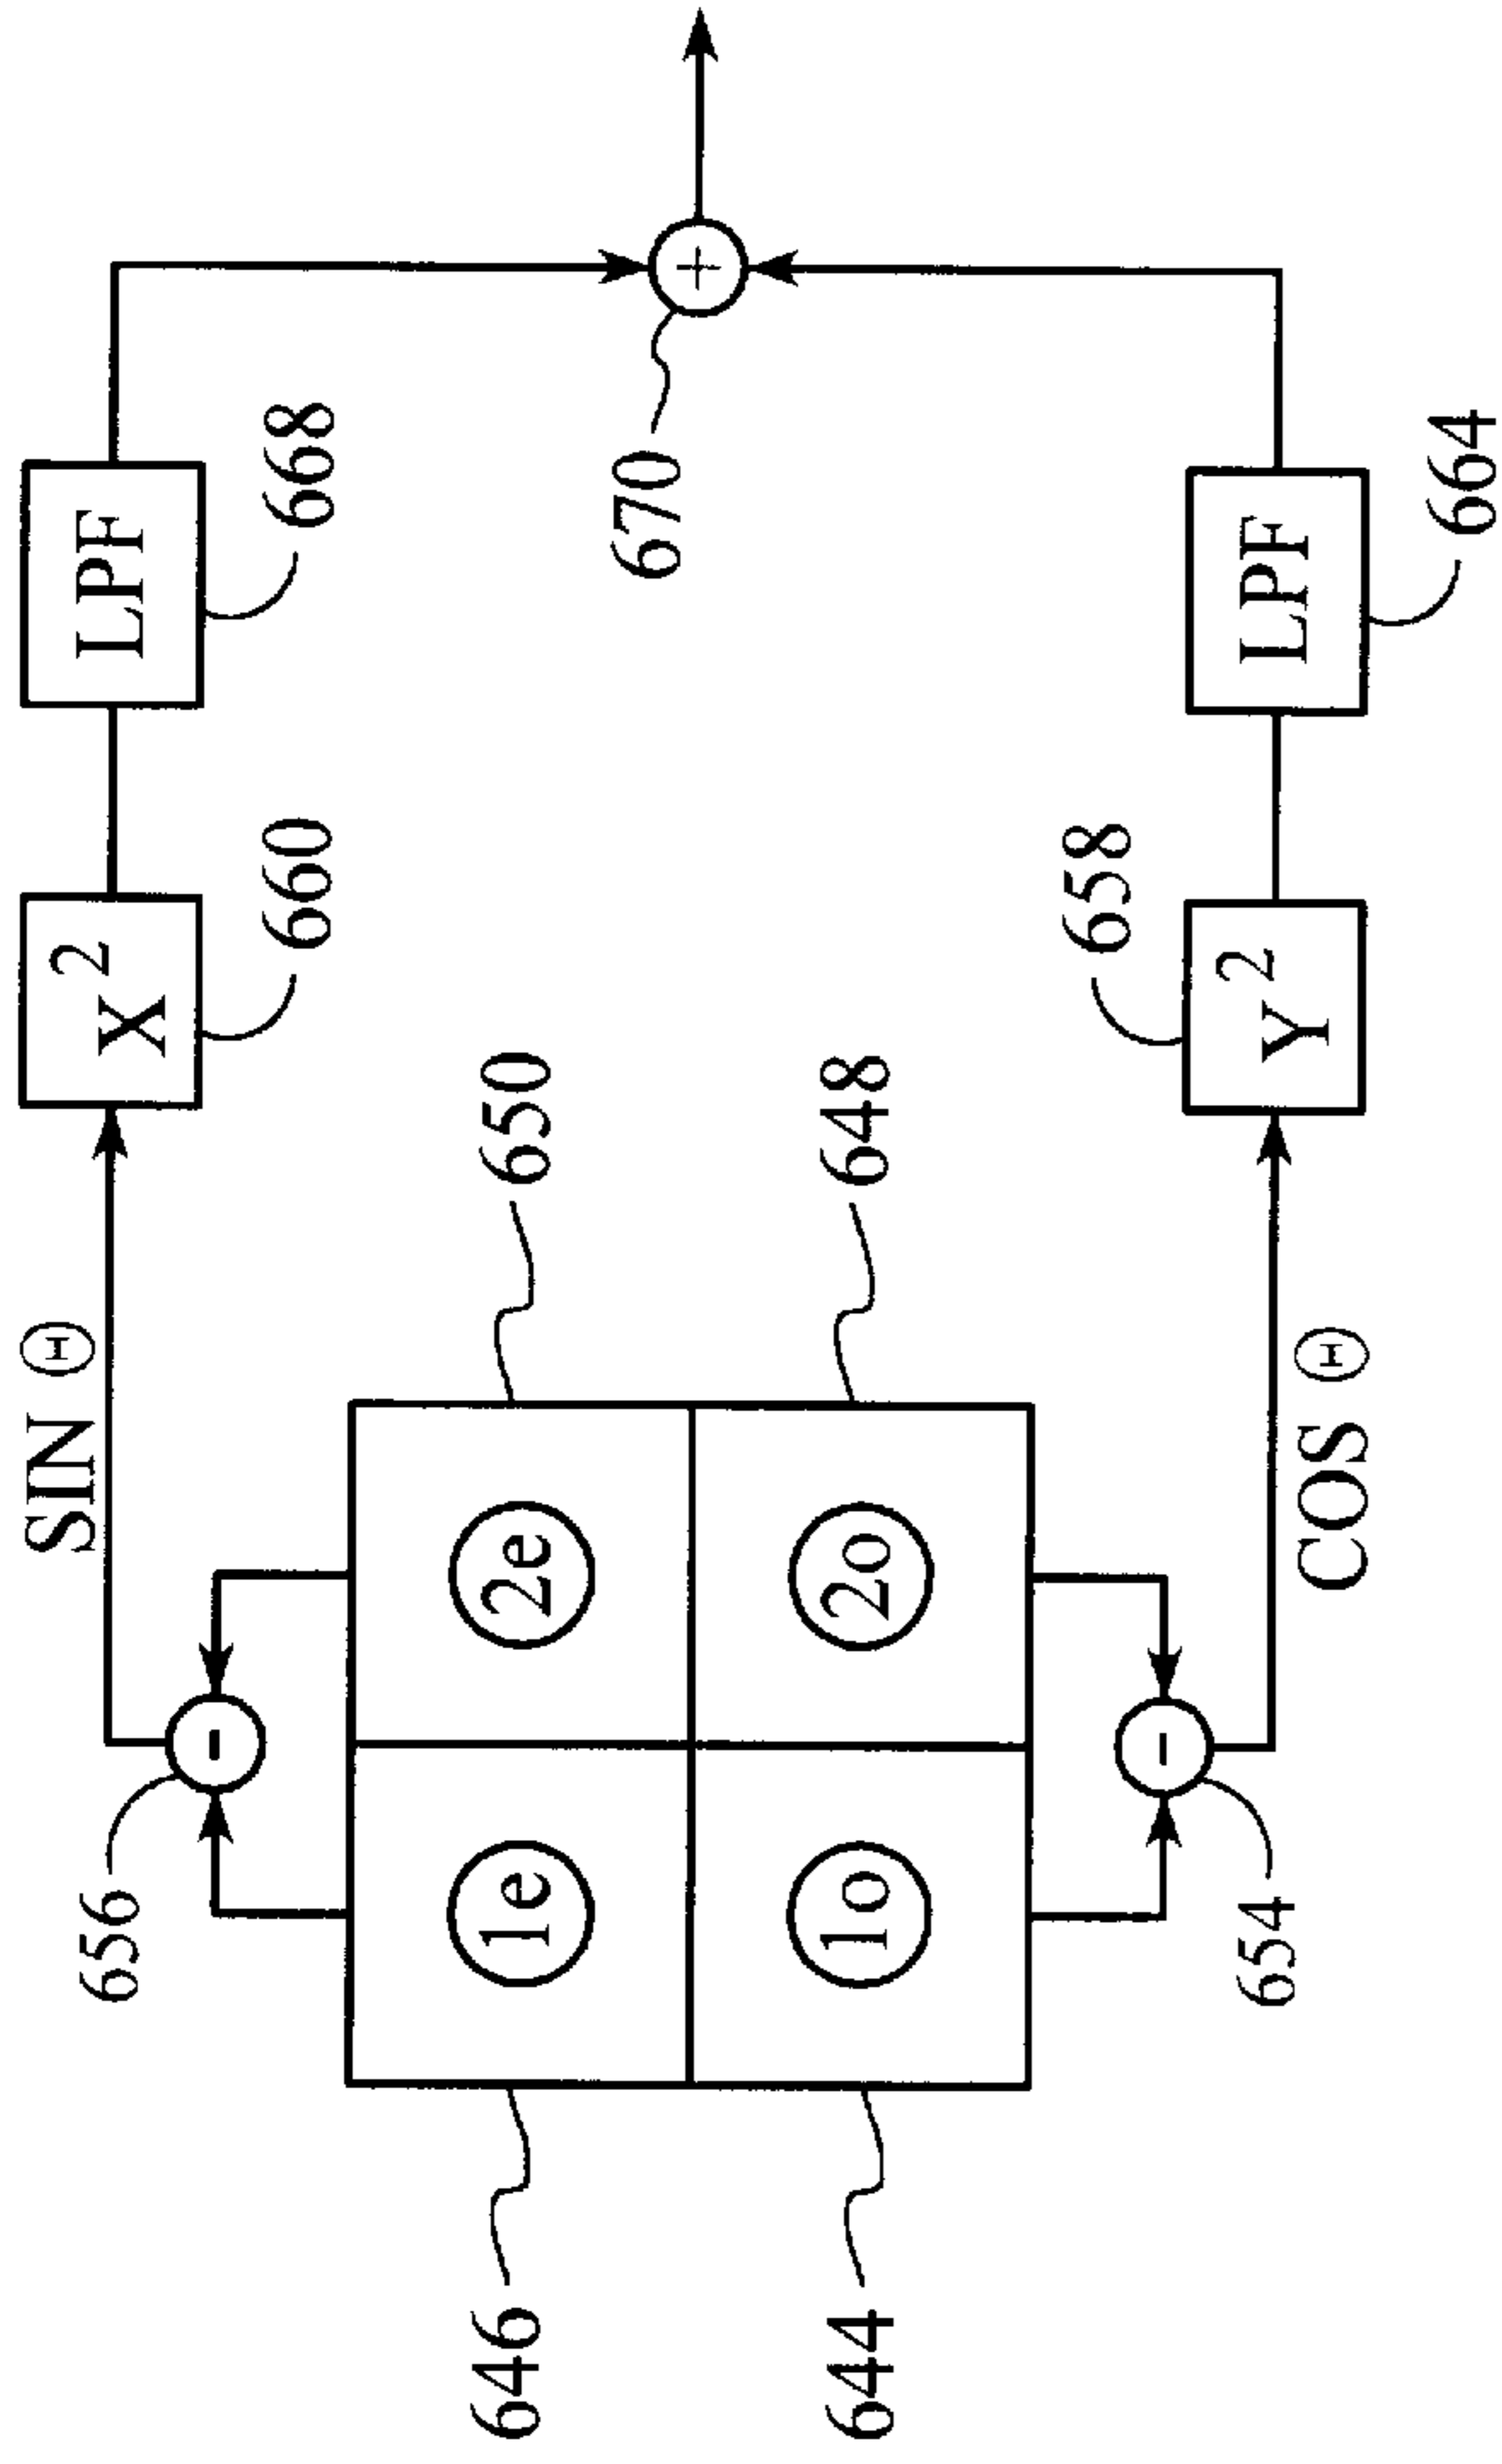 SIN Θ
X²
LPF
656
660
668
646
1e
2e
650
670
+
644
1o
2o
648
658
654
COS Θ
Y²
LPF
664